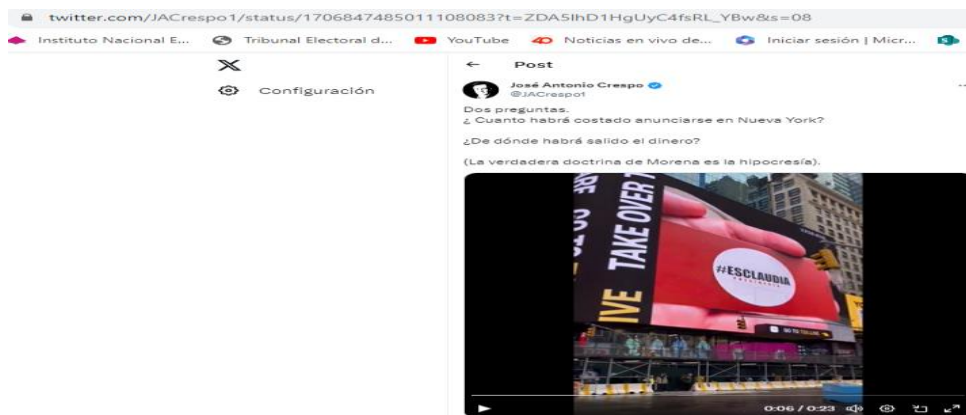 twitter.com/JACrespo1/status/1706847485011108083?t=ZDA5IhD1HgUyC4fsRL_YBw&s=08
Instituto Nacional E... Tribunal Electoral d... YouTube Noticias en vivo de... Iniciar sesión | Micr...
Configuración
← Post
José Antonio Crespo
@JACrespo1
Dos preguntas.
¿ Cuanto habrá costado anunciarse en Nueva York?
¿De dónde habrá salido el dinero?
(La verdadera doctrina de Morena es la hipocresía).
TAKE OVER
IVE
#ESCLAUDIA
0:06 / 0:23